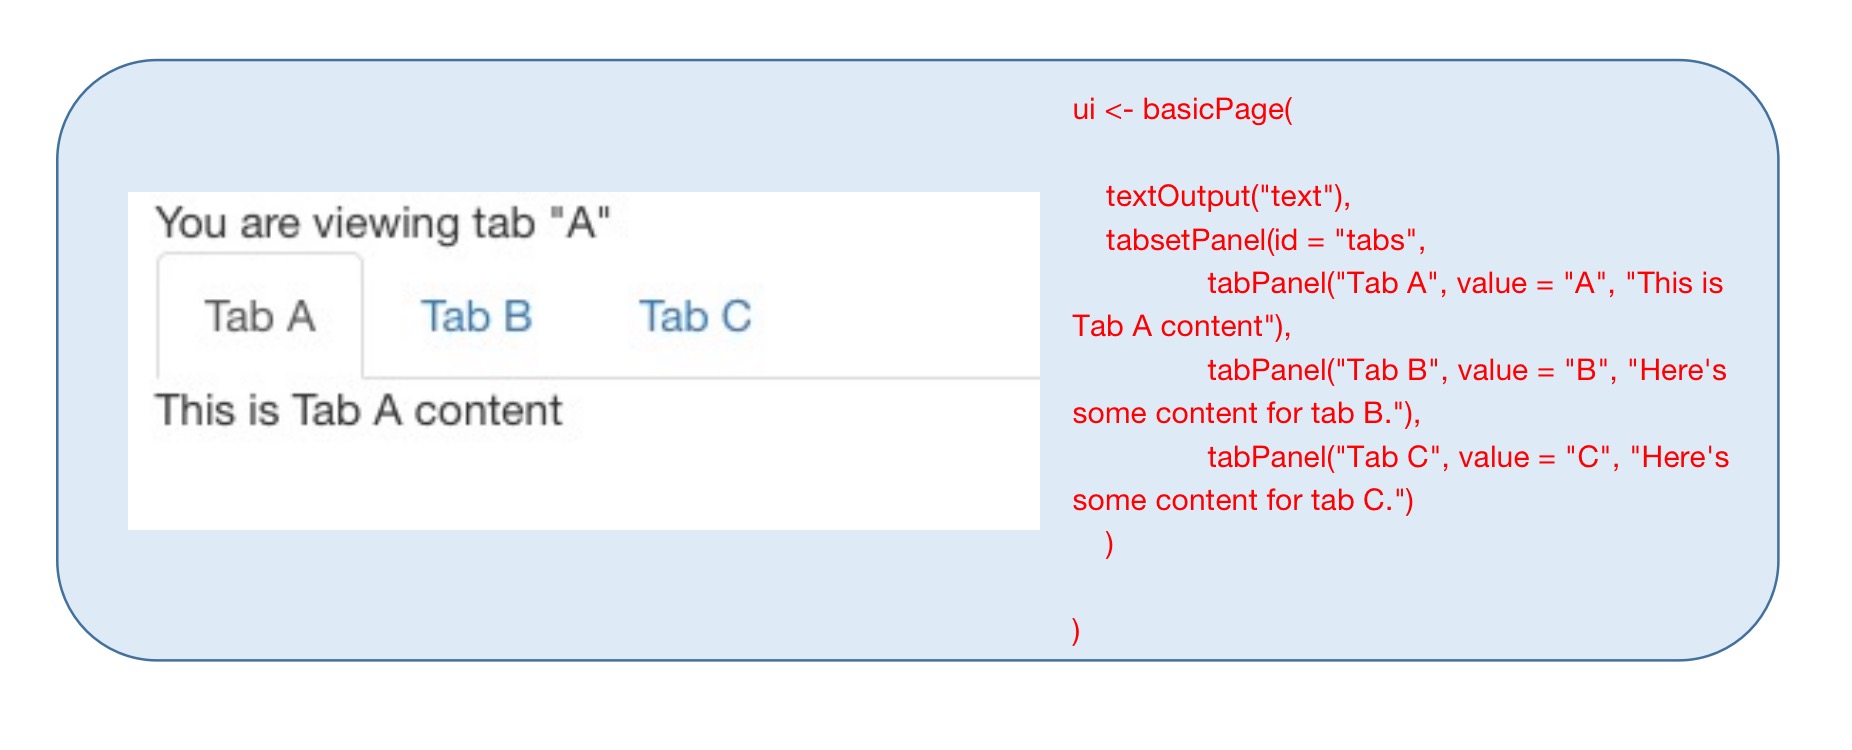 You are viewing tab "A"
Tab A
Tab B
Tab C
This is Tab A content
ui <- basicPage(
textOutput("text"),
tabsetPanel(id = "tabs",
tabPanel("Tab A", value = "A", "This is
Tab A content"),
tabPanel("Tab B", value = "B", "Here's
some content for tab B."),
tabPanel("Tab C", value = "C", "Here's
some content for tab C.")
)
)